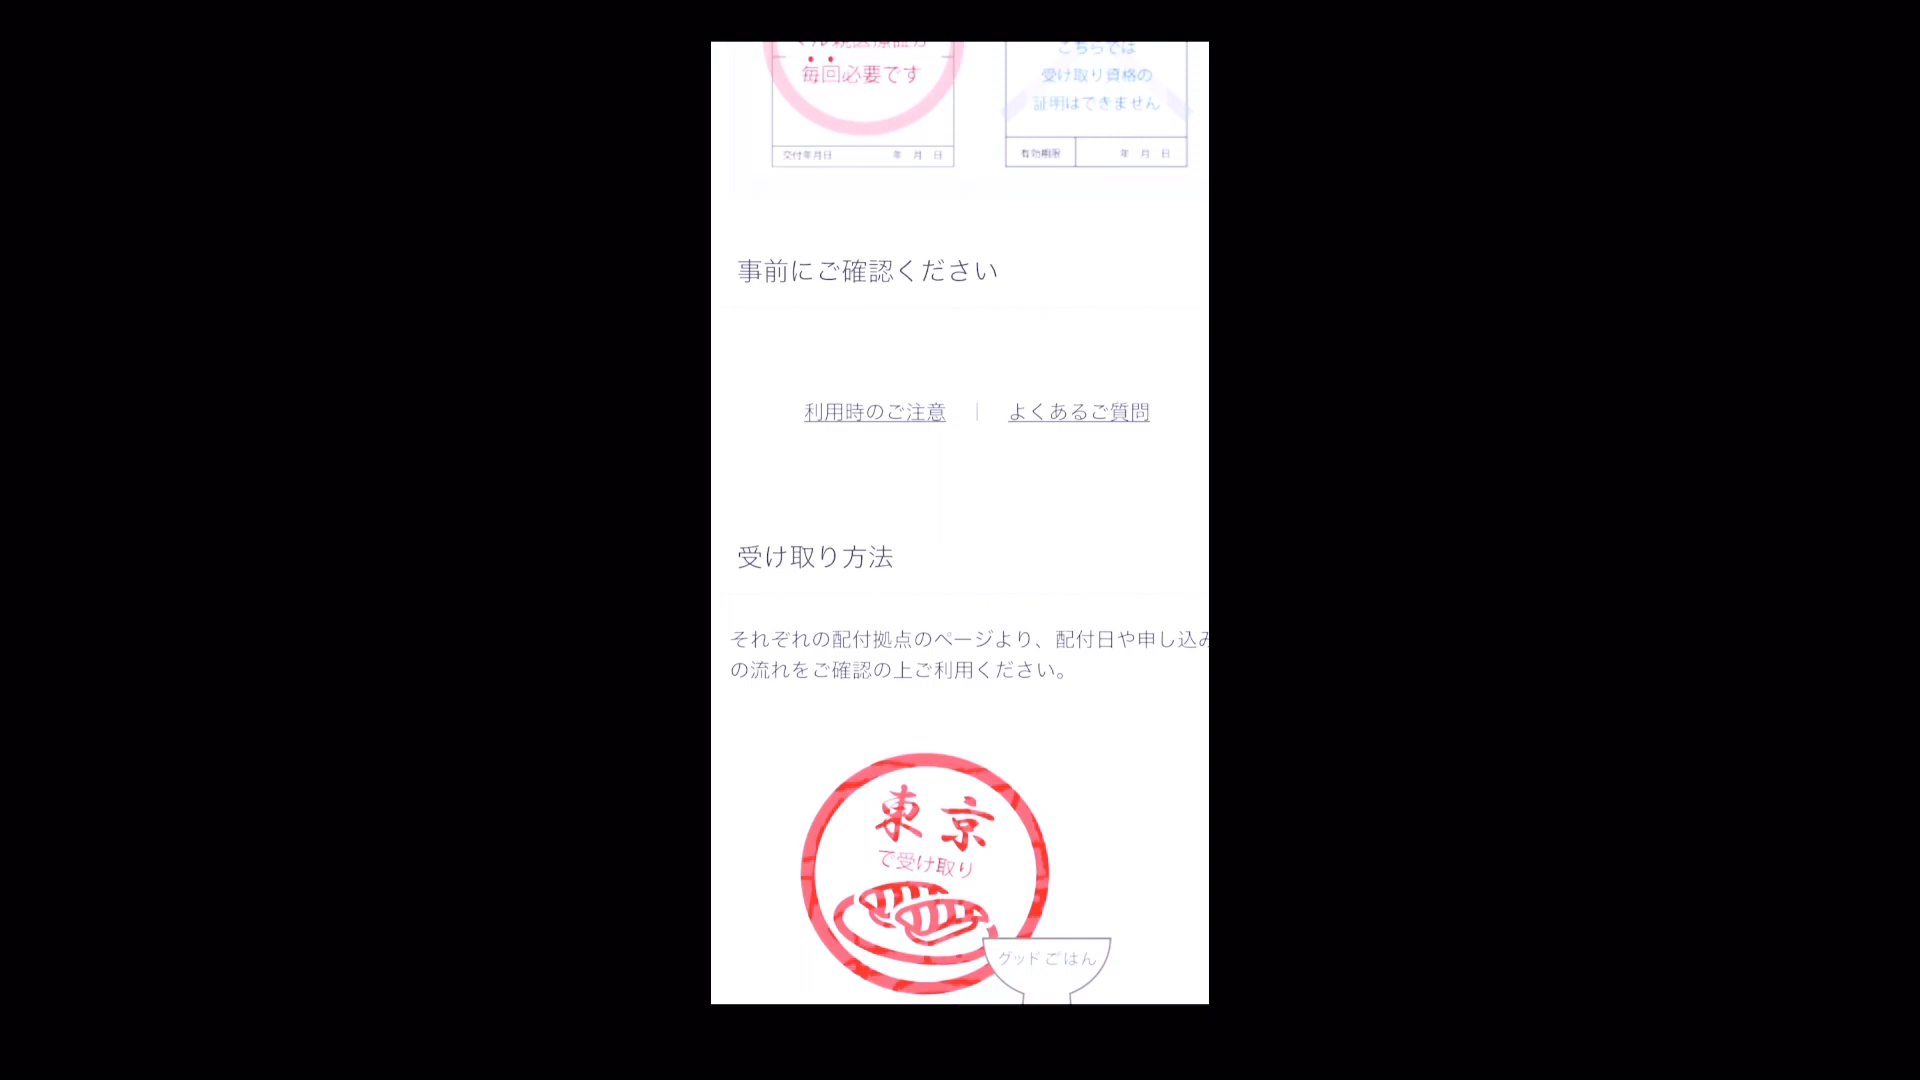 毎回必要です
交付年月日 年 月 日
こちらでは
受け取り資格の
証明はできません
有効期限 年 月 日
事前にご確認ください
利用時のご注意 | よくあるご質問
受け取り方法
それぞれの配付拠点のページより、配付日や申し込み
の流れをご確認の上ご利用ください。
東京
で受け取り
グッドごはん